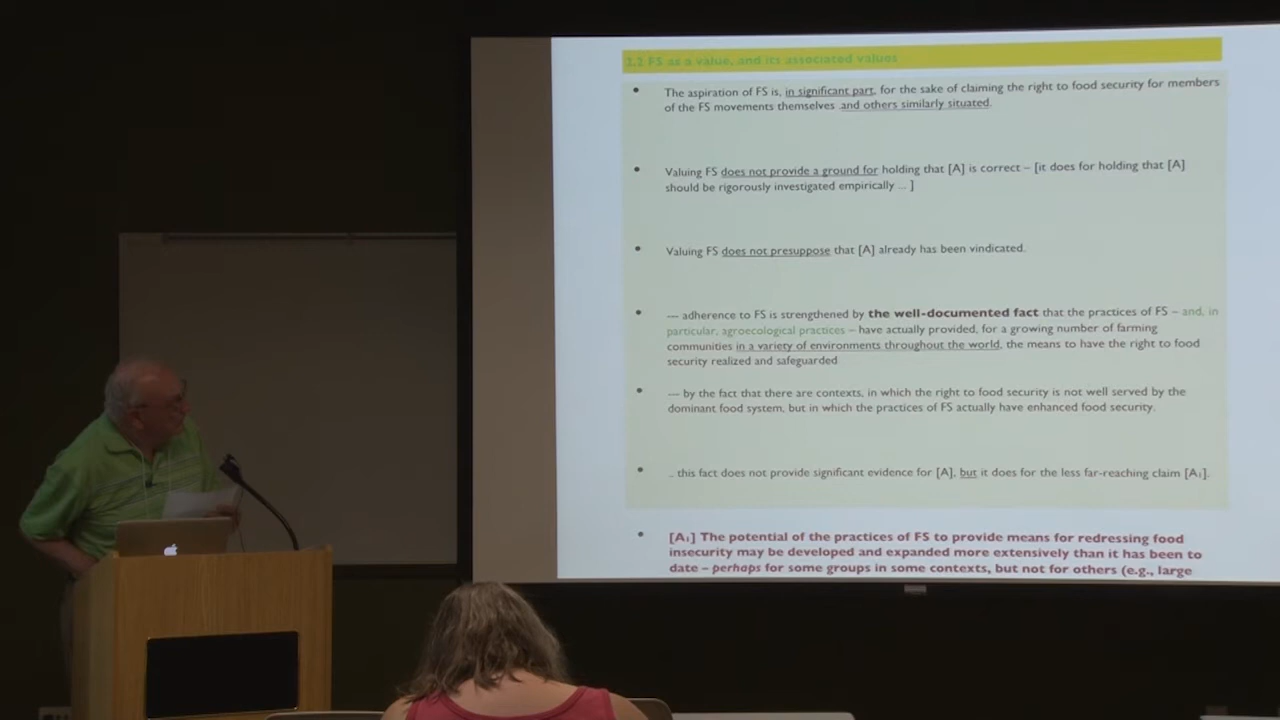 2.2 FS as a value, and its associated values
• The aspiration of FS is, in significant part, for the sake of claiming the right to food security for members
of the FS movements themselves and others similarly situated.
• Valuing FS does not provide a ground for holding that [A] is correct – [it does for holding that [A]
should be rigorously investigated empirically ... ]
• Valuing FS does not presuppose that [A] already has been vindicated.
• --- adherence to FS is strengthened by the well-documented fact that the practices of FS – and, in
particular, agroecological practices – have actually provided, for a growing number of farming
communities in a variety of environments throughout the world, the means to have the right to food
security realized and safeguarded
• --- by the fact that there are contexts, in which the right to food security is not well served by the
dominant food system, but in which the practices of FS actually have enhanced food security.
• .. this fact does not provide significant evidence for [A], but it does for the less far-reaching claim [A₁].
• [A₁] The potential of the practices of FS to provide means for redressing food
insecurity may be developed and expanded more extensively than it has been to
date – perhaps for some groups in some contexts, but not for others (e.g., large